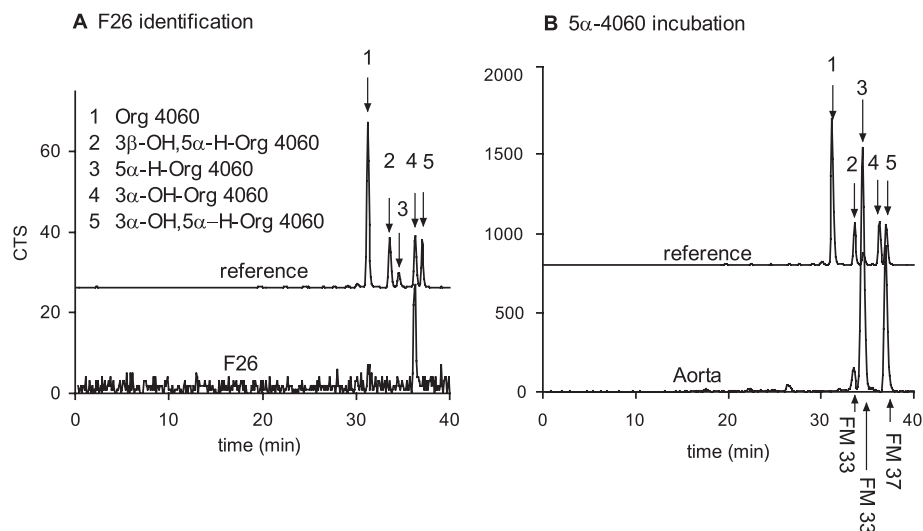 A F26 identification
1
1 Org 4060
2 3β-OH,5α-H-Org 4060
3 5α-H-Org 4060
4 3α-OH-Org 4060
5 3α-OH,5α-H-Org 4060
2
3
4 5
60
40
20
0
CTS
reference
F26
0 10 20 30 40
time (min)
B 5α-4060 incubation
2000
1500
1000
500
0
1
3
2 4 5
reference
Aorta
0 10 20 30 40
time (min)
FM 33
FM 33
FM 37